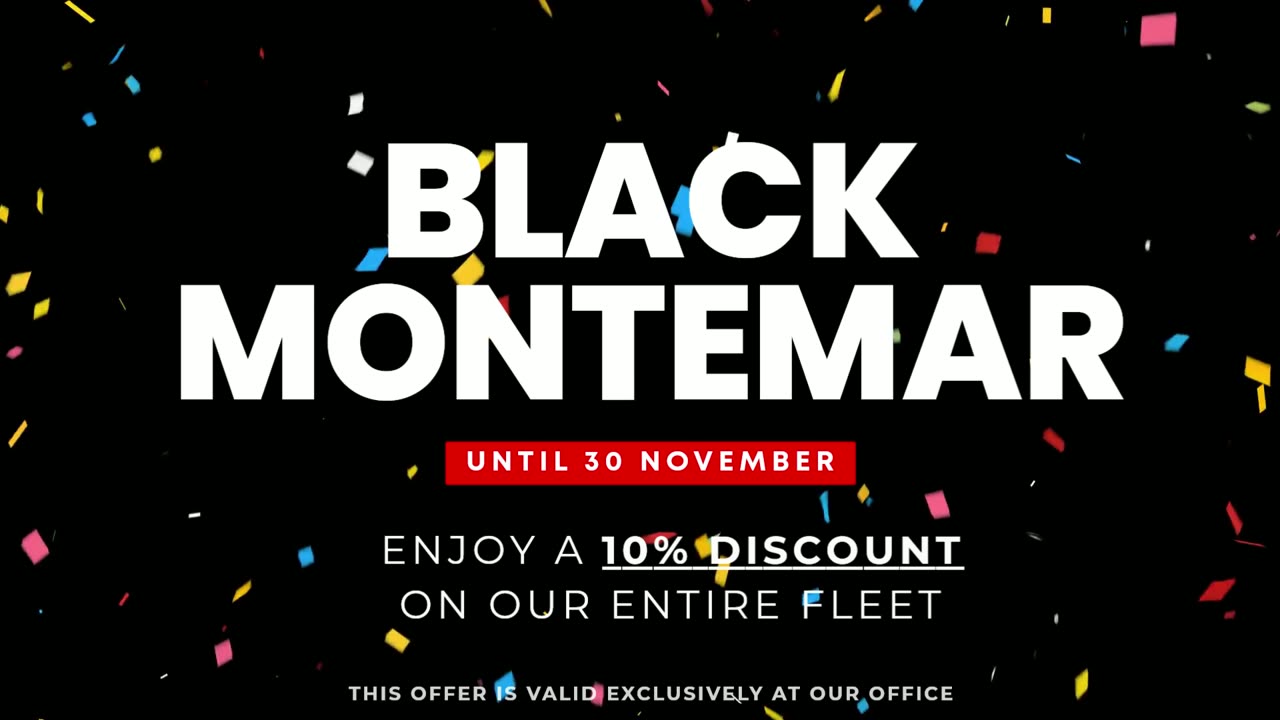 BLACK
MONTEMAR
UNTIL 30 NOVEMBER
ENJOY A 10% DISCOUNT
ON OUR ENTIRE FLEET
THIS OFFER IS VALID EXCLUSIVELY AT OUR OFFICE